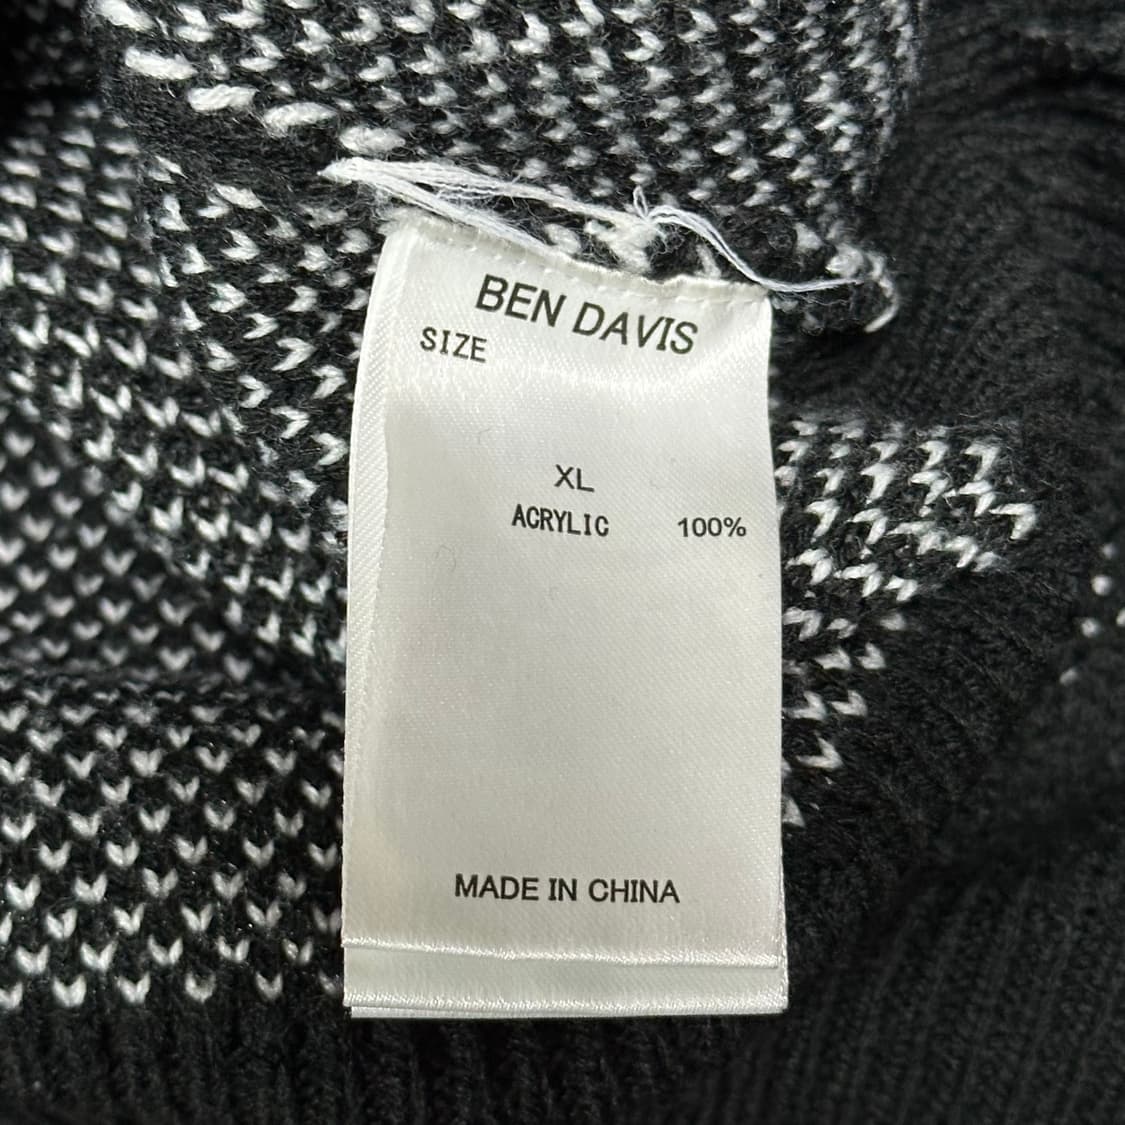 BEN DAVIS
SIZE
XL
ACRYLIC 100%
MADE IN CHINA